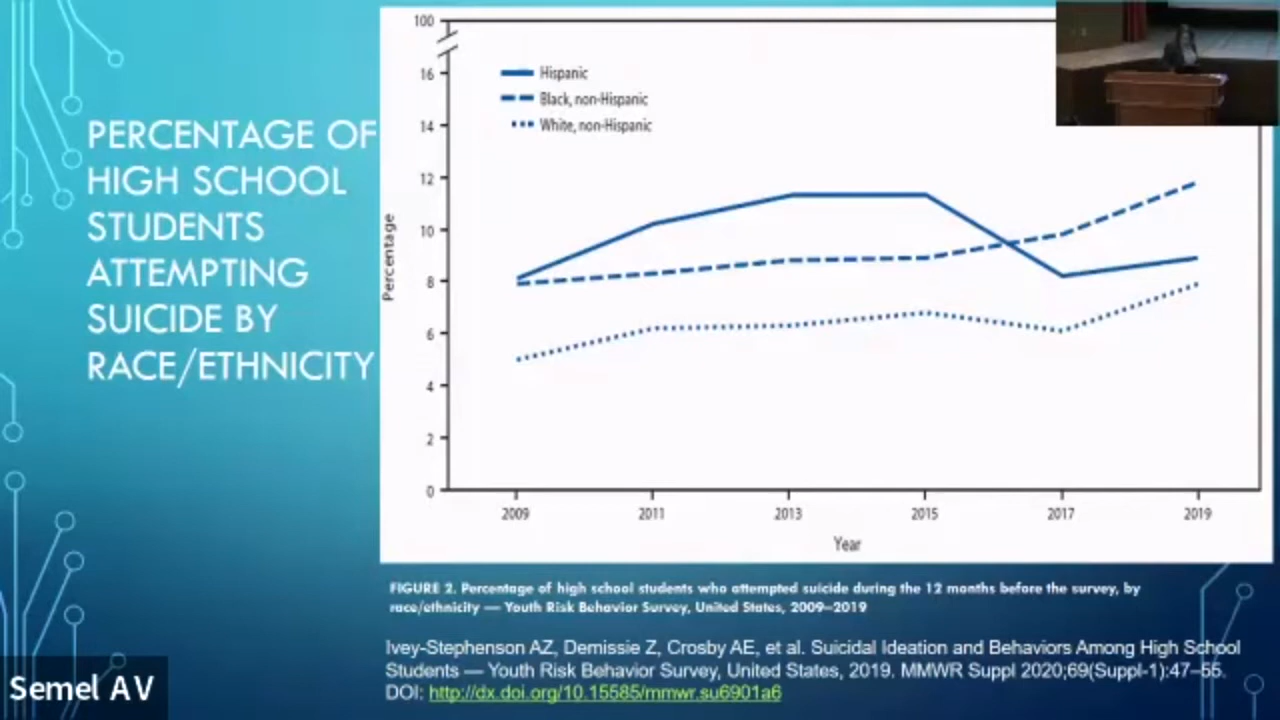 PERCENTAGE OF
HIGH SCHOOL
STUDENTS
ATTEMPTING
SUICIDE BY
RACE/ETHNICITY
100
16
14
12
10
8
6
4
2
0
Percentage
Hispanic
Black, non-Hispanic
White, non-Hispanic
2009 2011 2013 2015 2017 2019
Year
FIGURE 2. Percentage of high school students who attempted suicide during the 12 months before the survey, by
race/ethnicity — Youth Risk Behavior Survey, United States, 2009–2019
Ivey-Stephenson AZ, Demissie Z, Crosby AE, et al. Suicidal Ideation and Behaviors Among High School
Students — Youth Risk Behavior Survey, United States, 2019. MMWR Suppl 2020;69(Suppl-1):47–55.
DOI: http://dx.doi.org/10.15585/mmwr.su6901a6
Semel AV